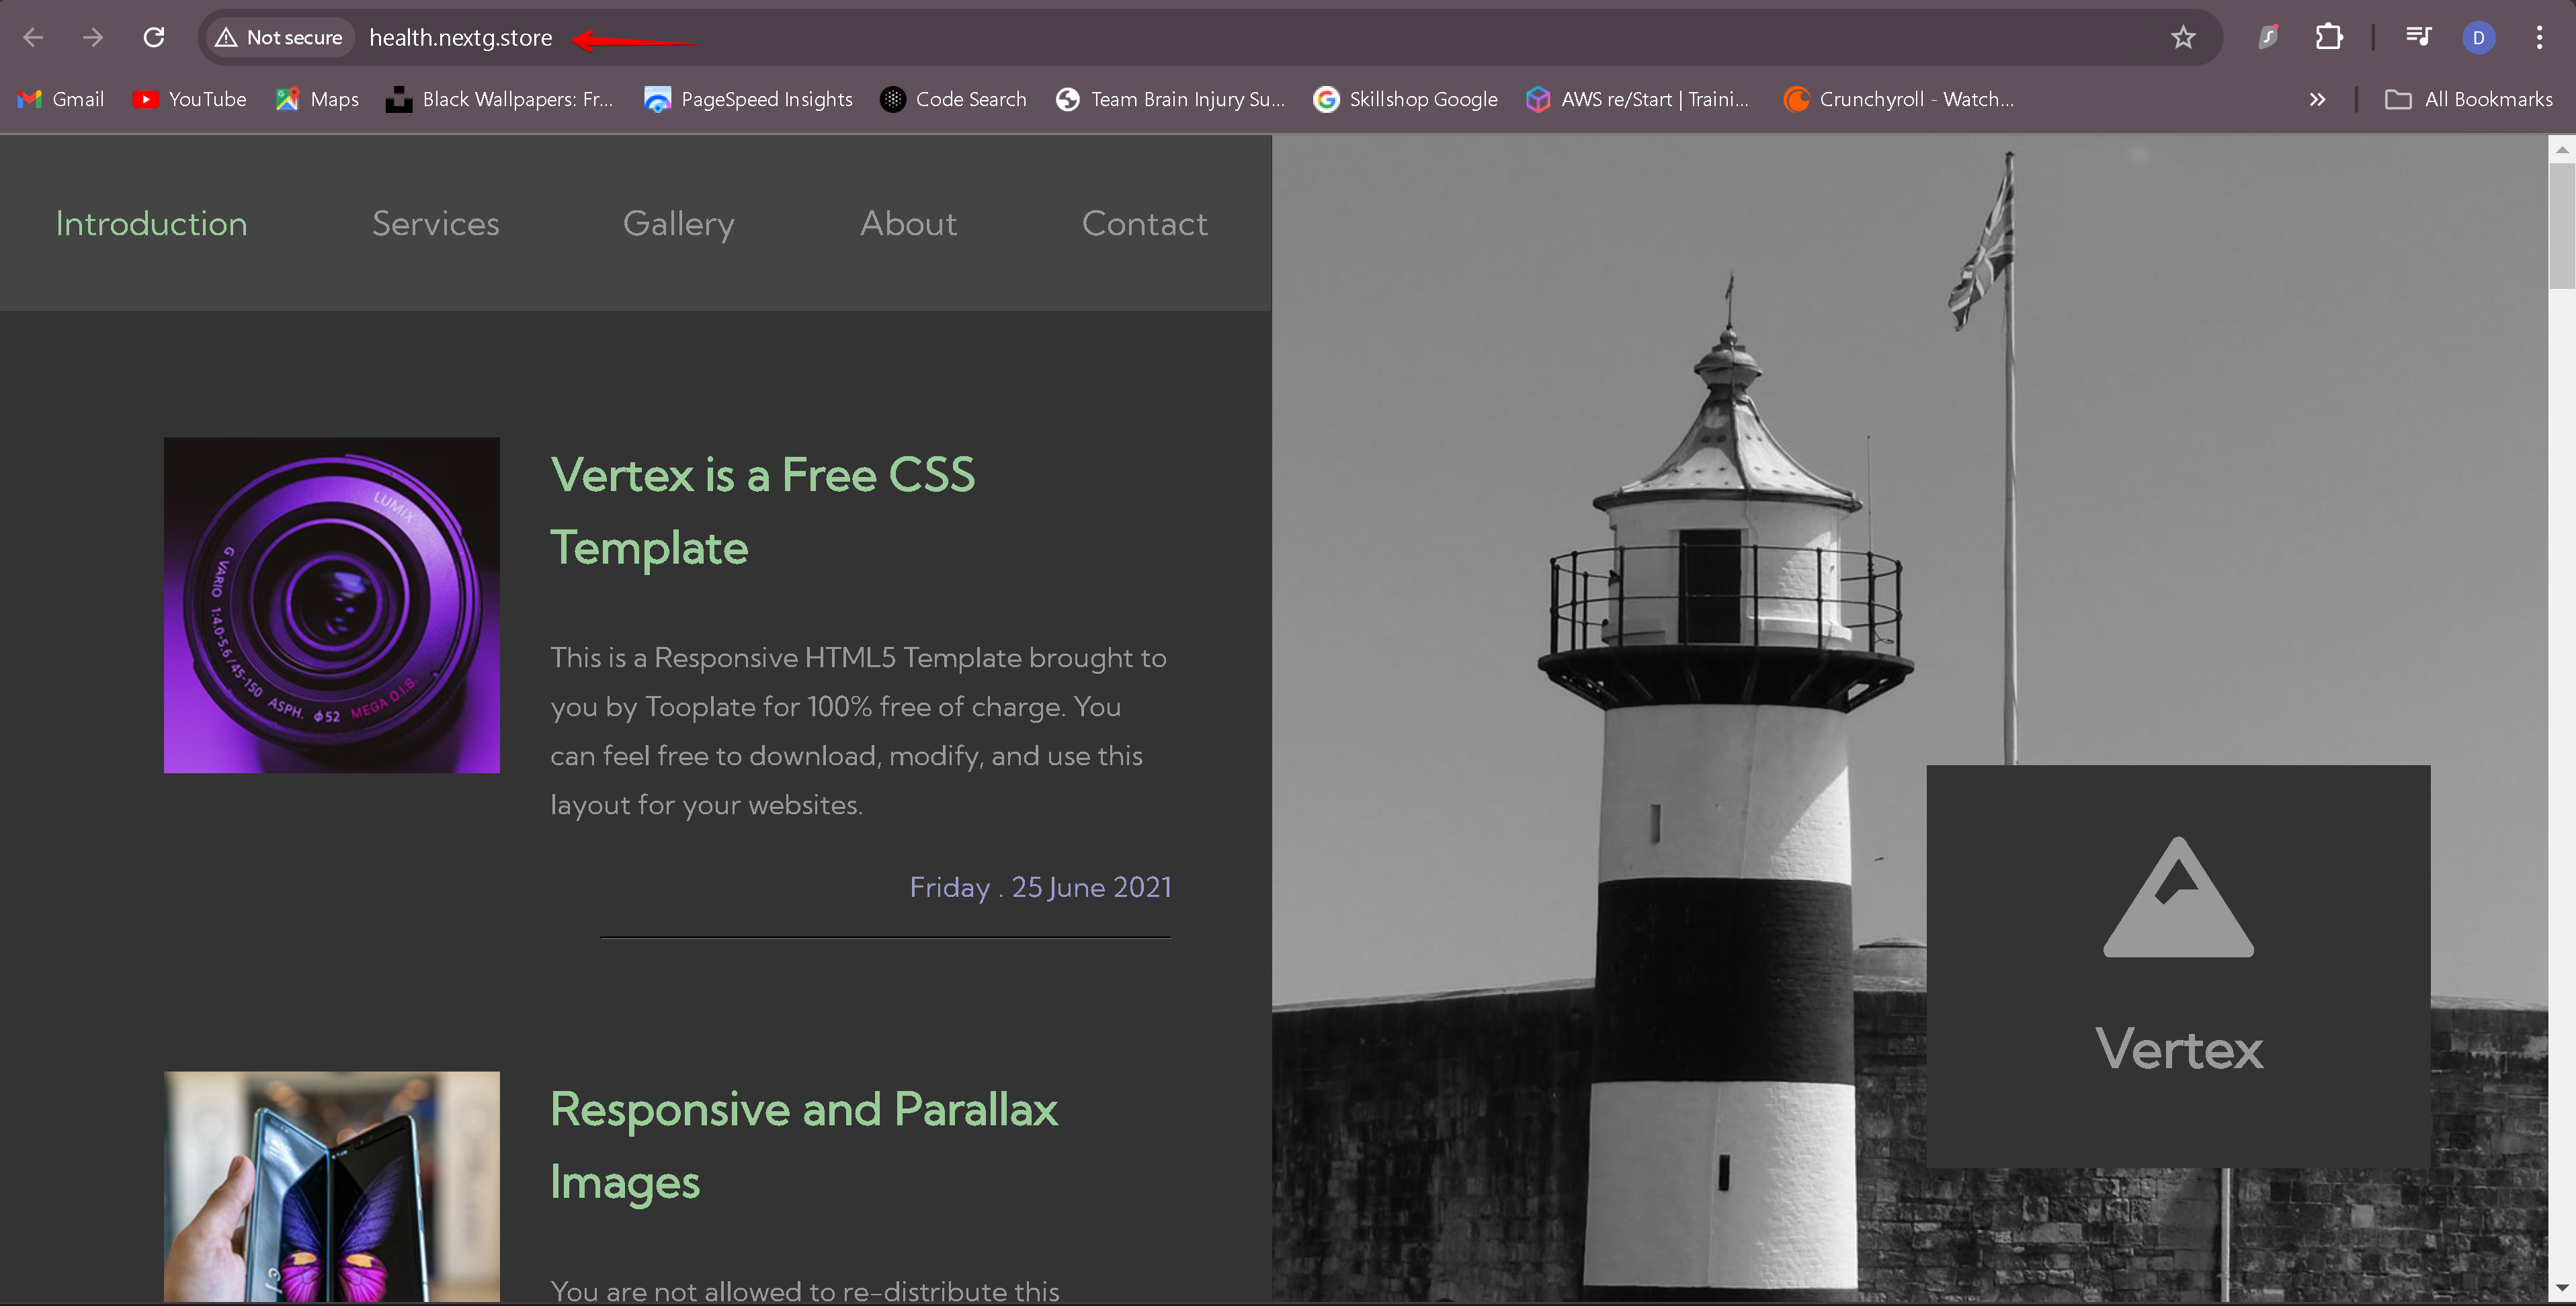 Not secure health.nextg.store
D
Gmail YouTube Maps Black Wallpapers: Fr... PageSpeed Insights Code Search Team Brain Injury Su... Skillshop Google AWS re/Start | Traini... Crunchyroll - Watch... All Bookmarks
Introduction Services Gallery About Contact
LUMIX
G VARIO 1:4.0-5.6/45-150 ASPH. ϕ52 MEGA O.I.S.
Vertex is a Free CSS
Template
This is a Responsive HTML5 Template brought to
you by Tooplate for 100% free of charge. You
can feel free to download, modify, and use this
layout for your websites.
Friday . 25 June 2021
Responsive and Parallax
Images
You are not allowed to re-distribute this
Vertex